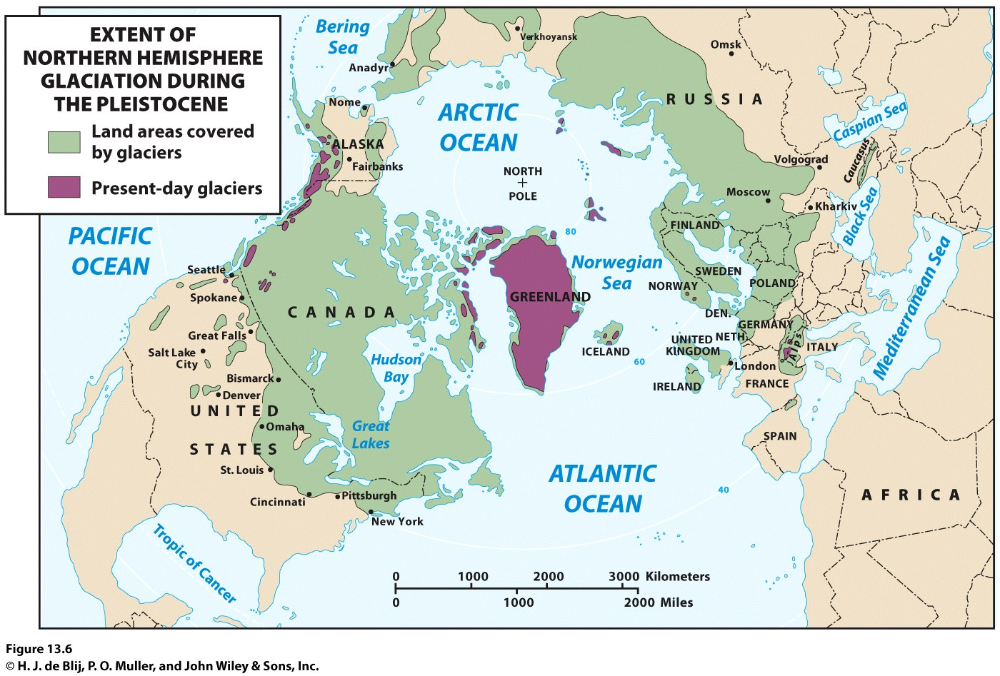 EXTENT OF
NORTHERN HEMISPHERE
GLACIATION DURING
THE PLEISTOCENE
Land areas covered
by glaciers
Present-day glaciers
Bering
Sea
Anadyr
Verkhoyansk
Omsk
Nome
ARCTIC
OCEAN
RUSSIA
Caspian Sea
ALASKA
Fairbanks
NORTH
POLE
Volgograd
Caucasus
Moscow
Kharkiv
Black Sea
PACIFIC
OCEAN
80
FINLAND
Norwegian
Sea
SWEDEN
NORWAY
POLAND
Mediterranean Sea
Seattle
Spokane
CANADA
GREENLAND
DEN.
GERMANY
Great Falls
Salt Lake
City
ICELAND
UNITED
KINGDOM
NETH.
Alps
ITALY
Hudson
Bay
60
London
Bismarck
IRELAND
FRANCE
Denver
UNITED
STATES
Omaha
Great
Lakes
SPAIN
St. Louis
ATLANTIC
OCEAN
40
AFRICA
Cincinnati
Pittsburgh
New York
Tropic of Cancer
0 1000 2000 3000 Kilometers
0 1000 2000 Miles
Figure 13.6
© H. J. de Blij, P. O. Muller, and John Wiley & Sons, Inc.